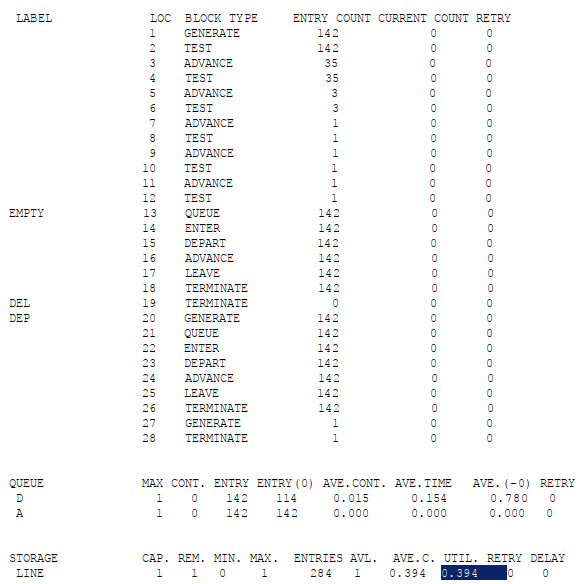 LABEL LOC BLOCK TYPE ENTRY COUNT CURRENT COUNT RETRY
1 GENERATE 142 0 0
2 TEST 142 0 0
3 ADVANCE 35 0 0
4 TEST 35 0 0
5 ADVANCE 3 0 0
6 TEST 3 0 0
7 ADVANCE 1 0 0
8 TEST 1 0 0
9 ADVANCE 1 0 0
10 TEST 1 0 0
11 ADVANCE 1 0 0
12 TEST 1 0 0
EMPTY 13 QUEUE 142 0 0
14 ENTER 142 0 0
15 DEPART 142 0 0
16 ADVANCE 142 0 0
17 LEAVE 142 0 0
18 TERMINATE 142 0 0
DEL 19 TERMINATE 0 0 0
DEP 20 GENERATE 142 0 0
21 QUEUE 142 0 0
22 ENTER 142 0 0
23 DEPART 142 0 0
24 ADVANCE 142 0 0
25 LEAVE 142 0 0
26 TERMINATE 142 0 0
27 GENERATE 1 0 0
28 TERMINATE 1 0 0
QUEUE MAX CONT. ENTRY ENTRY(0) AVE.CONT. AVE.TIME AVE.(-0) RETRY
D 1 0 142 114 0.015 0.154 0.780 0
A 1 0 142 142 0.000 0.000 0.000 0
STORAGE CAP. REM. MIN. MAX. ENTRIES AVL. AVE.C. UTIL. RETRY DELAY
LINE 1 1 0 1 284 1 0.394 0.394 0 0